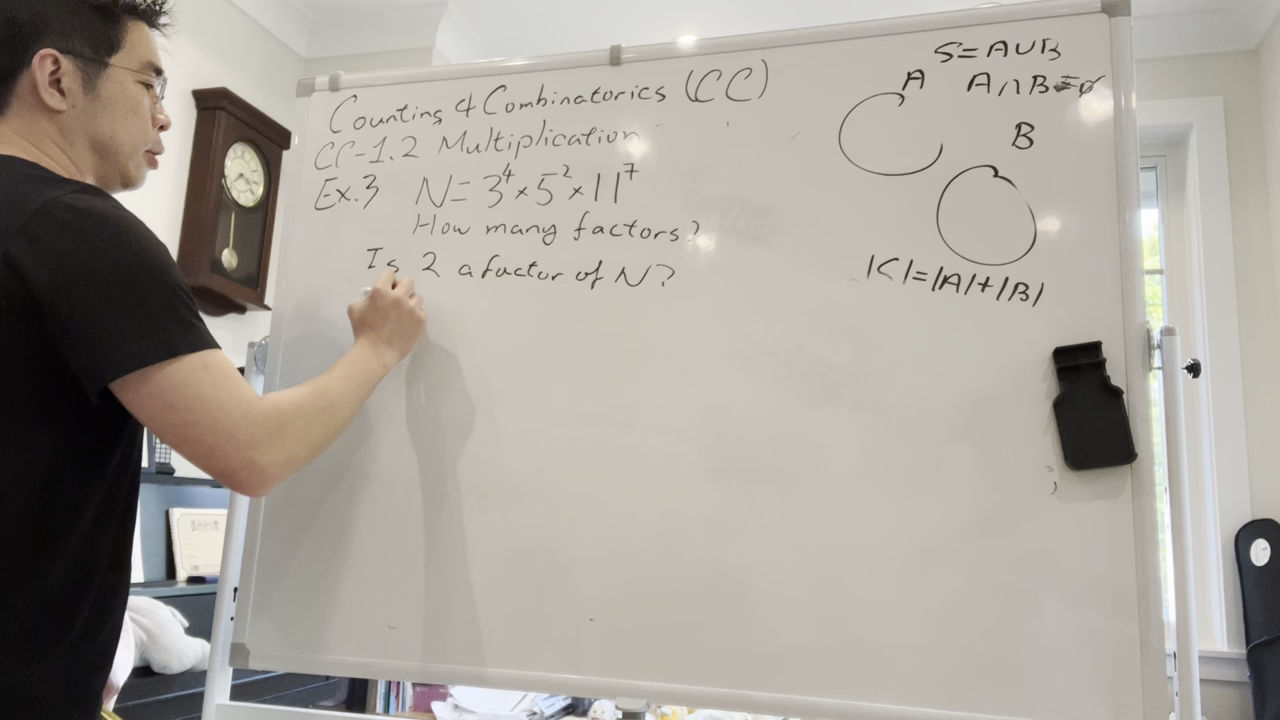 Counting & Combinatorics (CC)
CC-1.2 Multiplication
Ex.3 N=3⁴×5²×11⁷
How many factors?
Is 2 a factor of N?
S=A∪B
A A∩B=∅
B
|S|=|A|+|B|